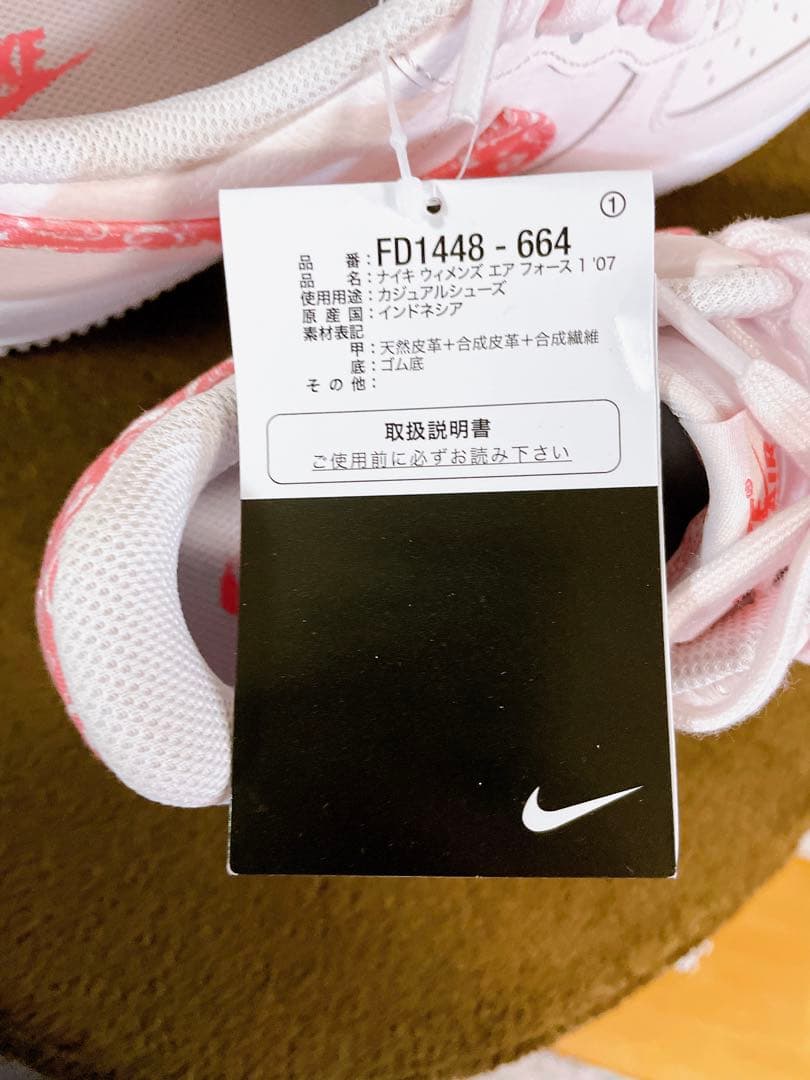 ①
品番：FD1448 - 664
品名：ナイキ ウィメンズ エア フォース 1 '07
使用用途：カジュアルシューズ
原産国：インドネシア
素材表記
甲：天然皮革＋合成皮革＋合成繊維
底：ゴム底
その他：
取扱説明書
ご使用前に必ずお読み下さい